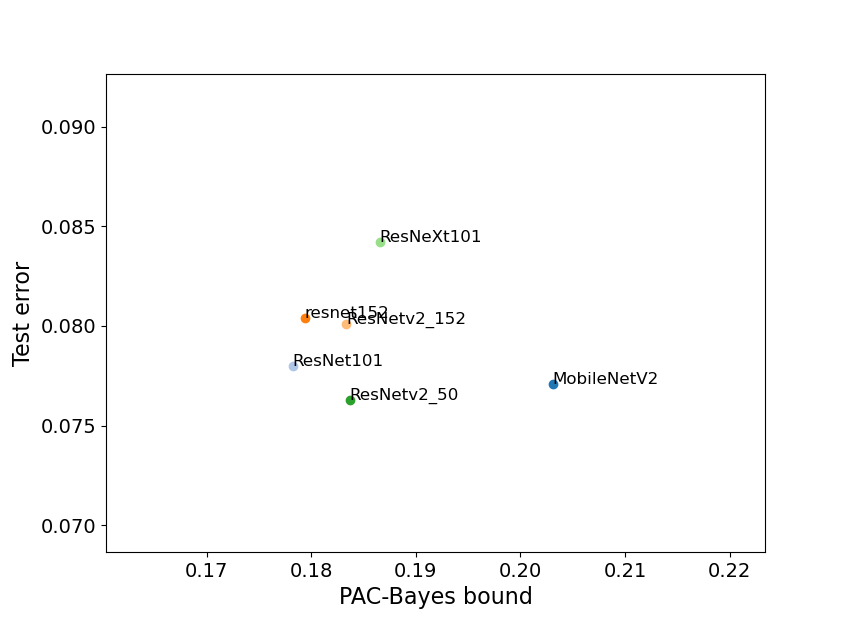 0.090
0.085
0.080
0.075
0.070
Test error
ResNeXt101
resnet152
ResNetv2_152
ResNet101
MobileNetV2
ResNetv2_50
0.17 0.18 0.19 0.20 0.21 0.22
PAC-Bayes bound